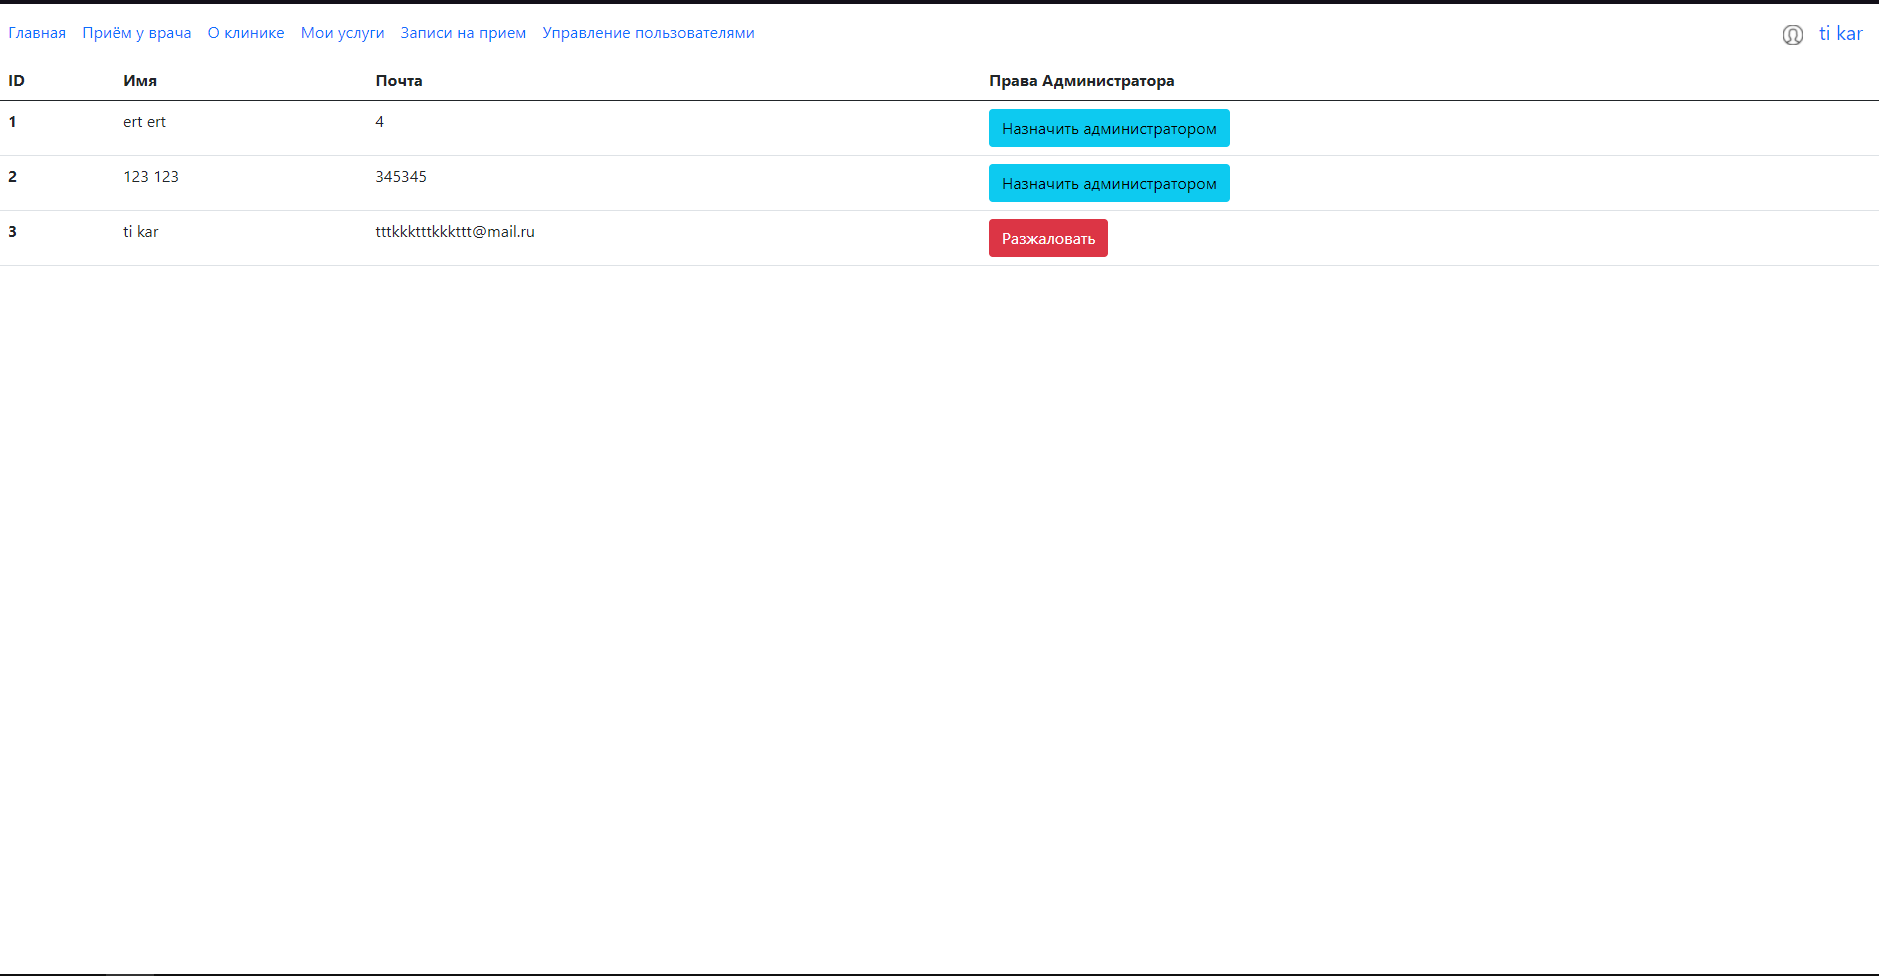 Главная Приём у врача О клинике Мои услуги Записи на прием Управление пользователями ti kar
ID Имя Почта Права Администратора
1 ert ert 4 Назначить администратором
2 123 123 345345 Назначить администратором
3 ti kar tttkkktttkkkttt@mail.ru Разжаловать